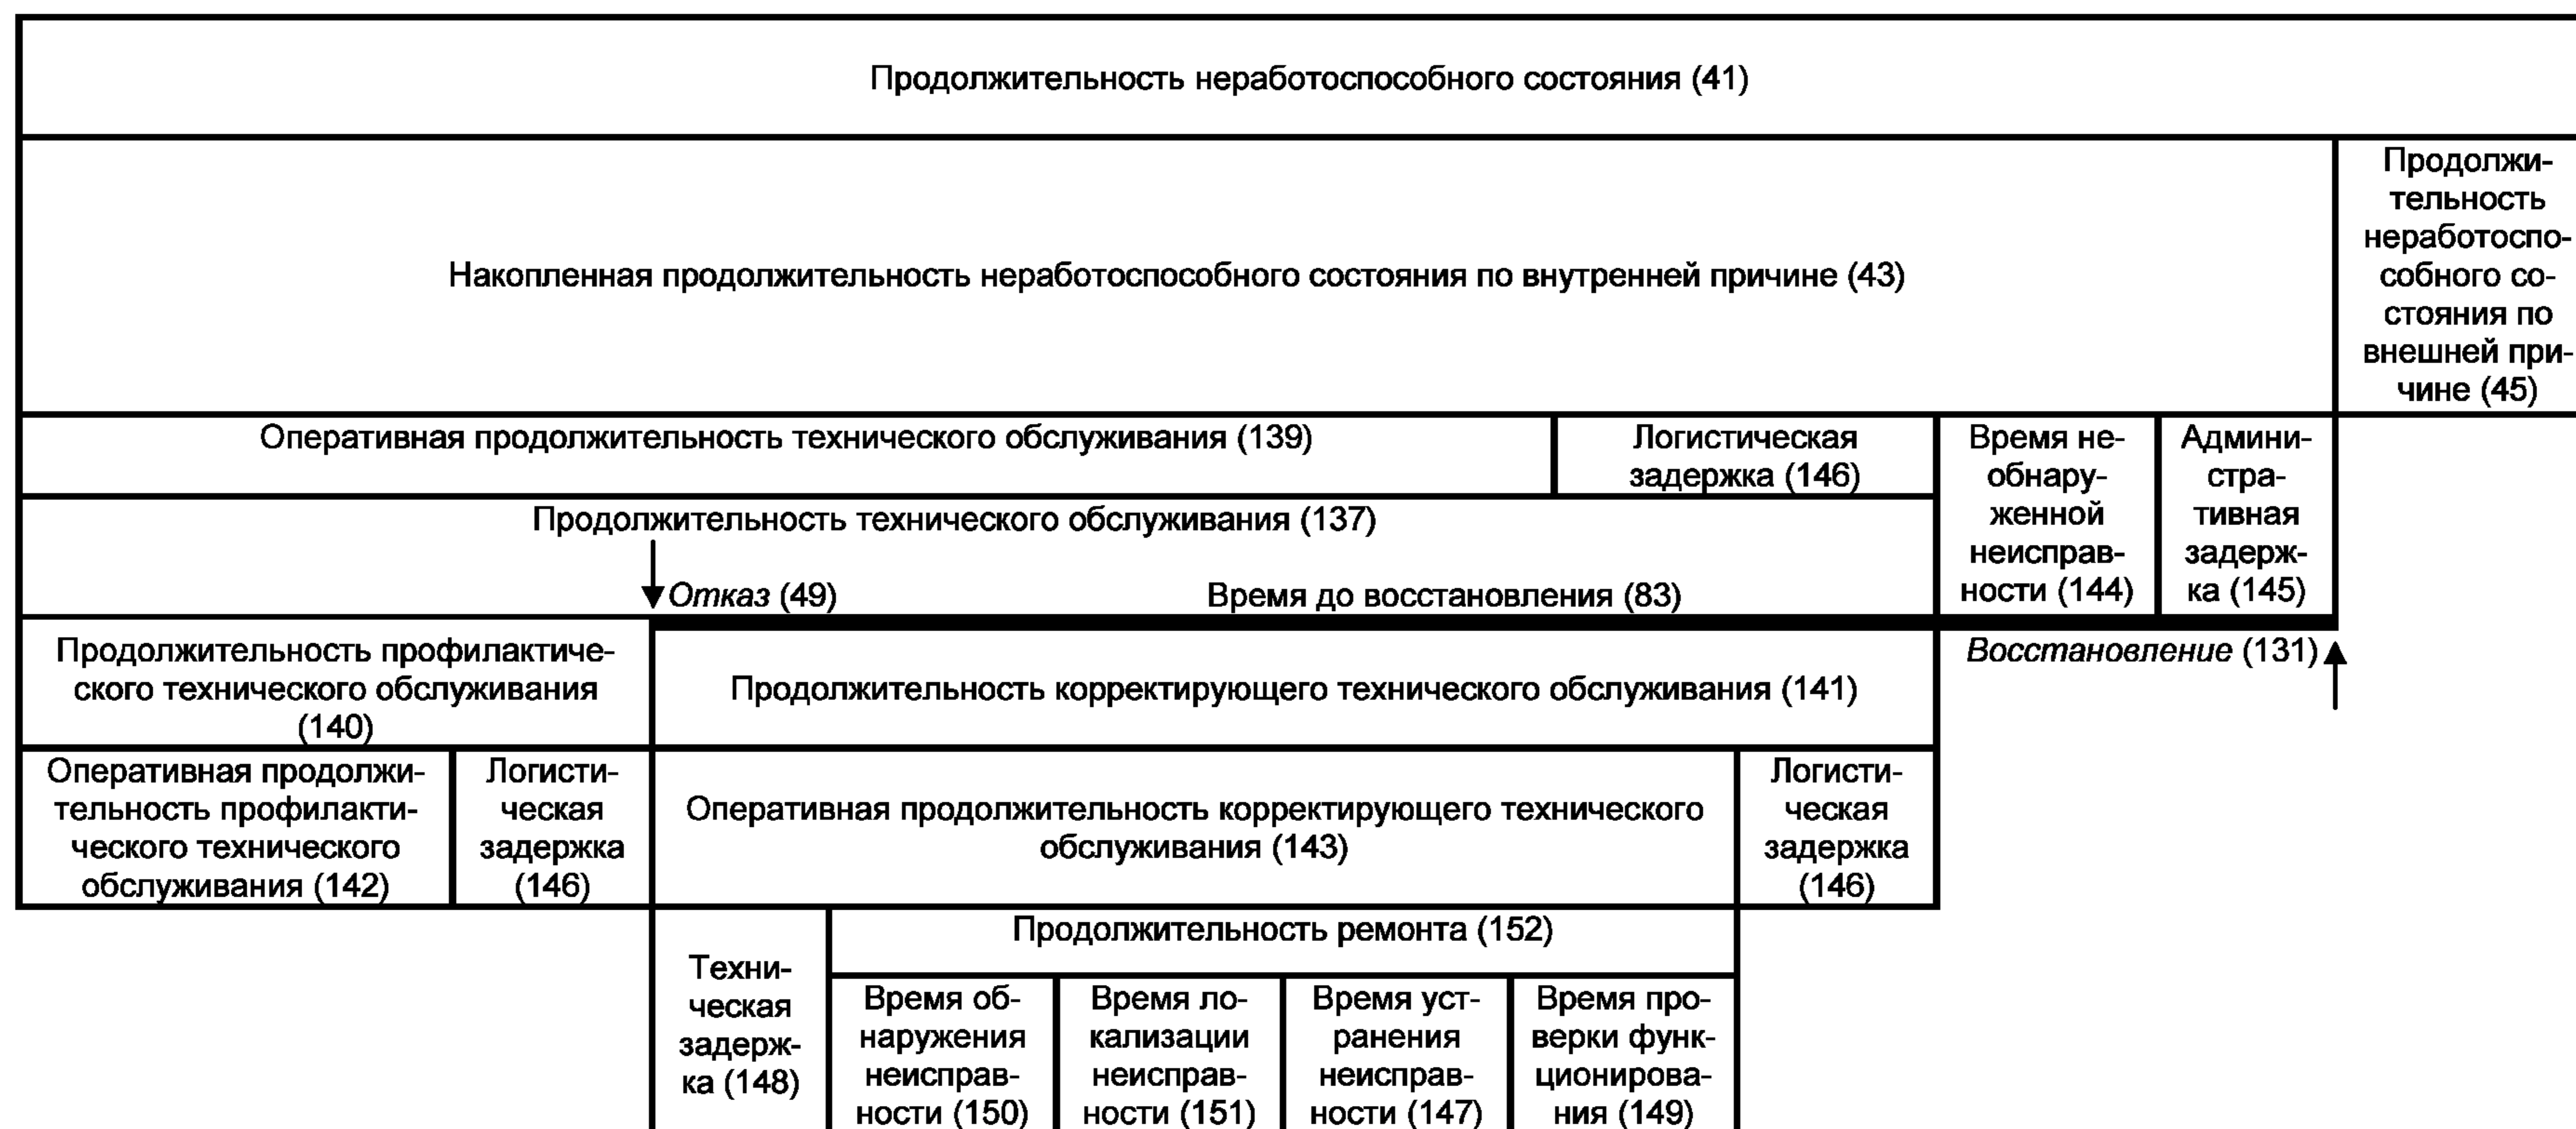 Продолжительность неработоспособного состояния (41)
Накопленная продолжительность неработоспособного состояния по внутренней причине (43)
Продолжи-
тельность
неработоспо-
собного со-
стояния по
внешней при-
чине (45)
Оперативная продолжительность технического обслуживания (139)
Логистическая
задержка (146)
Время не-
обнару-
женной
неисправ-
ности (144)
Админи-
стра-
тивная
задерж-
ка (145)
Продолжительность технического обслуживания (137)
Отказ (49)
Время до восстановления (83)
Продолжительность профилактиче-
ского технического обслуживания
(140)
Продолжительность корректирующего технического обслуживания (141)
Восстановление (131)
Оперативная продолжи-
тельность профилакти-
ческого технического
обслуживания (142)
Логисти-
ческая
задержка
(146)
Оперативная продолжительность корректирующего технического
обслуживания (143)
Логисти-
ческая
задержка
(146)
Техни-
ческая
задерж-
ка (148)
Продолжительность ремонта (152)
Время об-
наружения
неисправ-
ности (150)
Время ло-
кализации
неисправ-
ности (151)
Время уст-
ранения
неисправ-
ности (147)
Время про-
верки функ-
ционирова-
ния (149)